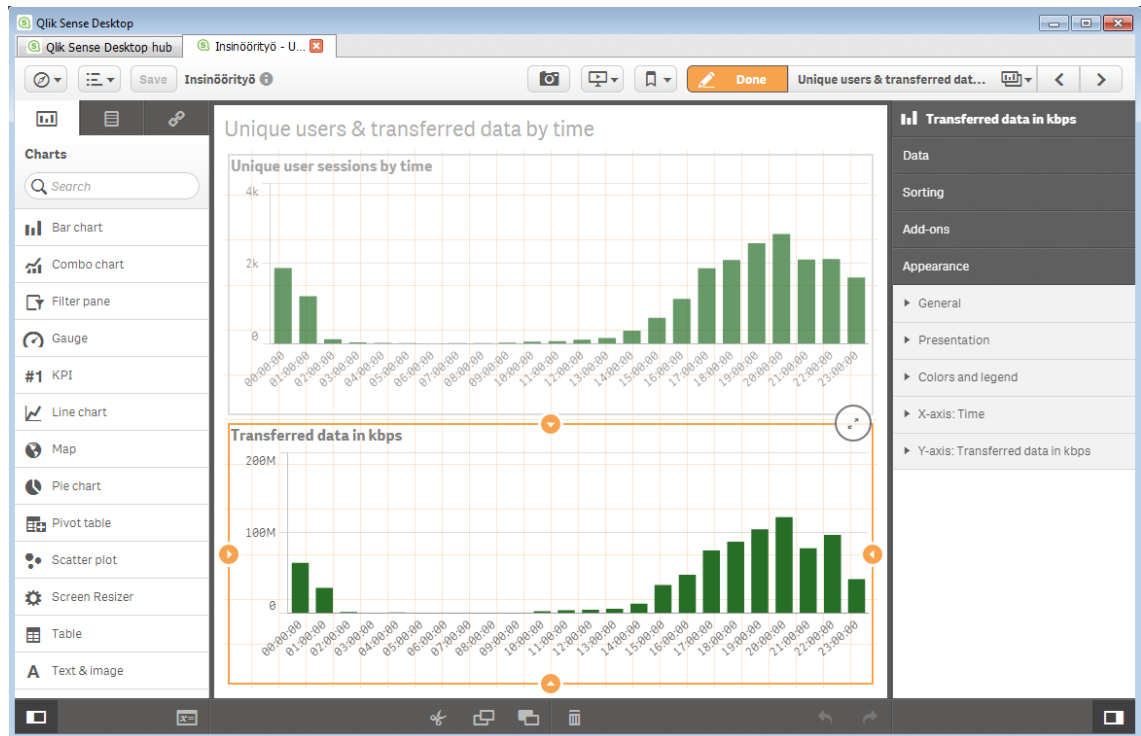 Qlik Sense Desktop
Qlik Sense Desktop hub
Insinöörityö - U...
Save
Insinöörityö
Done
Unique users & transferred dat...
Charts
Search
Bar chart
Combo chart
Filter pane
Gauge
#1 KPI
Line chart
Map
Pie chart
Pivot table
Scatter plot
Screen Resizer
Table
A Text & image
Unique users & transferred data by time
Unique user sessions by time
4k
2k
0
00:00:00 01:00:00 02:00:00 03:00:00 04:00:00 05:00:00 06:00:00 07:00:00 08:00:00 09:00:00 10:00:00 11:00:00 12:00:00 13:00:00 14:00:00 15:00:00 16:00:00 17:00:00 18:00:00 19:00:00 20:00:00 21:00:00 22:00:00 23:00:00
Transferred data in kbps
200M
100M
0
00:00:00 01:00:00 02:00:00 03:00:00 04:00:00 05:00:00 06:00:00 07:00:00 08:00:00 09:00:00 10:00:00 11:00:00 12:00:00 13:00:00 14:00:00 15:00:00 16:00:00 17:00:00 18:00:00 19:00:00 20:00:00 21:00:00 22:00:00 23:00:00
Transferred data in kbps
Data
Sorting
Add-ons
Appearance
General
Presentation
Colors and legend
X-axis: Time
Y-axis: Transferred data in kbps
x=